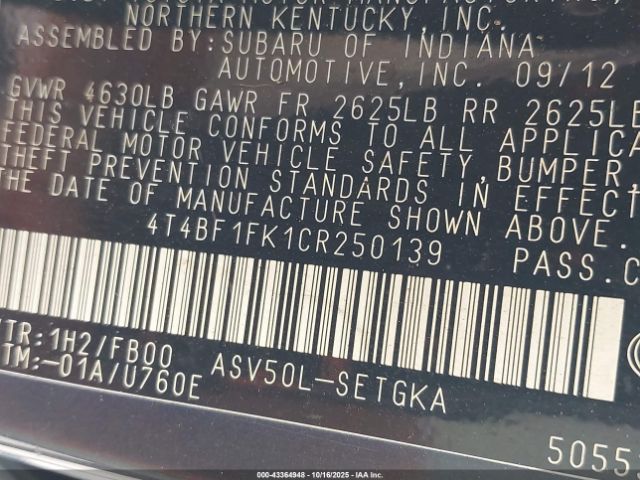 NORTHERN KENTUCKY, INC.
ASSEMBLED BY: SUBARU OF INDIANA
AUTOMOTIVE, INC. 09/12
GVWR 4630LB GAWR FR 2625LB RR 2625LB
THIS VEHICLE CONFORMS TO ALL APPLICA
FEDERAL MOTOR VEHICLE SAFETY, BUMPER,
THEFT PREVENTION STANDARDS IN EFFECT
THE DATE OF MANUFACTURE SHOWN ABOVE.
4T4BF1FK1CR250139 PASS.C
TR: 1H2/FB00
TM:-01A/U760E ASV50L-SETGKA
5055
000 - 43364948 - 10/16/2025 - IAAI.com